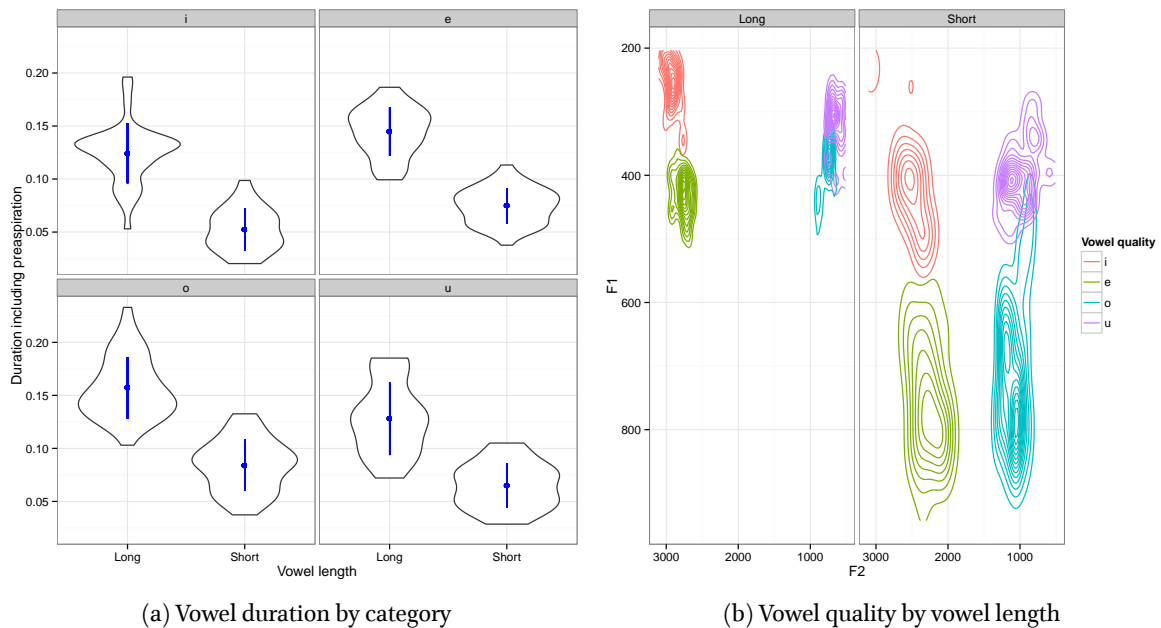 i e
0.20
0.15
0.10
0.05
o u
0.20
0.15
0.10
0.05
Duration including preaspiration
Long Short Long Short
Vowel length
(a) Vowel duration by category
Long Short
200
400
600
800
F1
3000 2000 1000 3000 2000 1000
F2
Vowel quality
i
e
o
u
(b) Vowel quality by vowel length